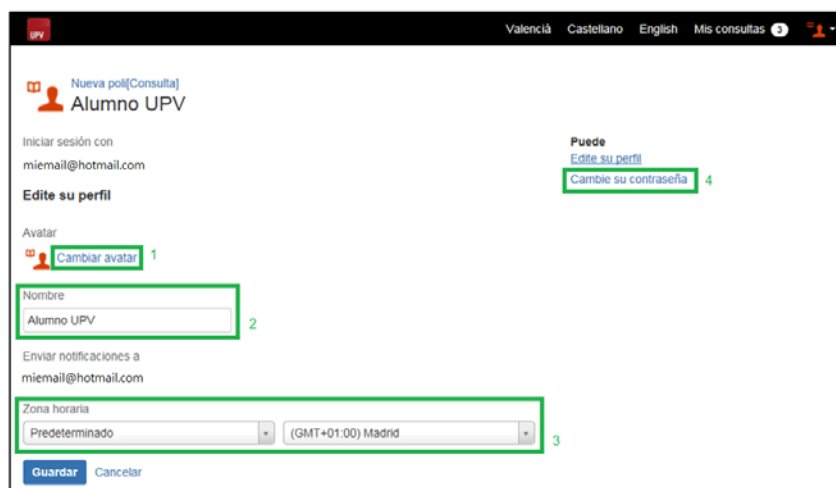 UPV Valencià Castellano English Mis consultas 3
Nueva poli[Consulta]
Alumno UPV
Iniciar sesión con
miemail@hotmail.com
Puede
Edite su perfil
Cambie su contraseña 4
Edite su perfil
Avatar
Cambiar avatar 1
Nombre
Alumno UPV 2
Enviar notificaciones a
miemail@hotmail.com
Zona horaria
Predeterminado (GMT+01:00) Madrid 3
Guardar Cancelar